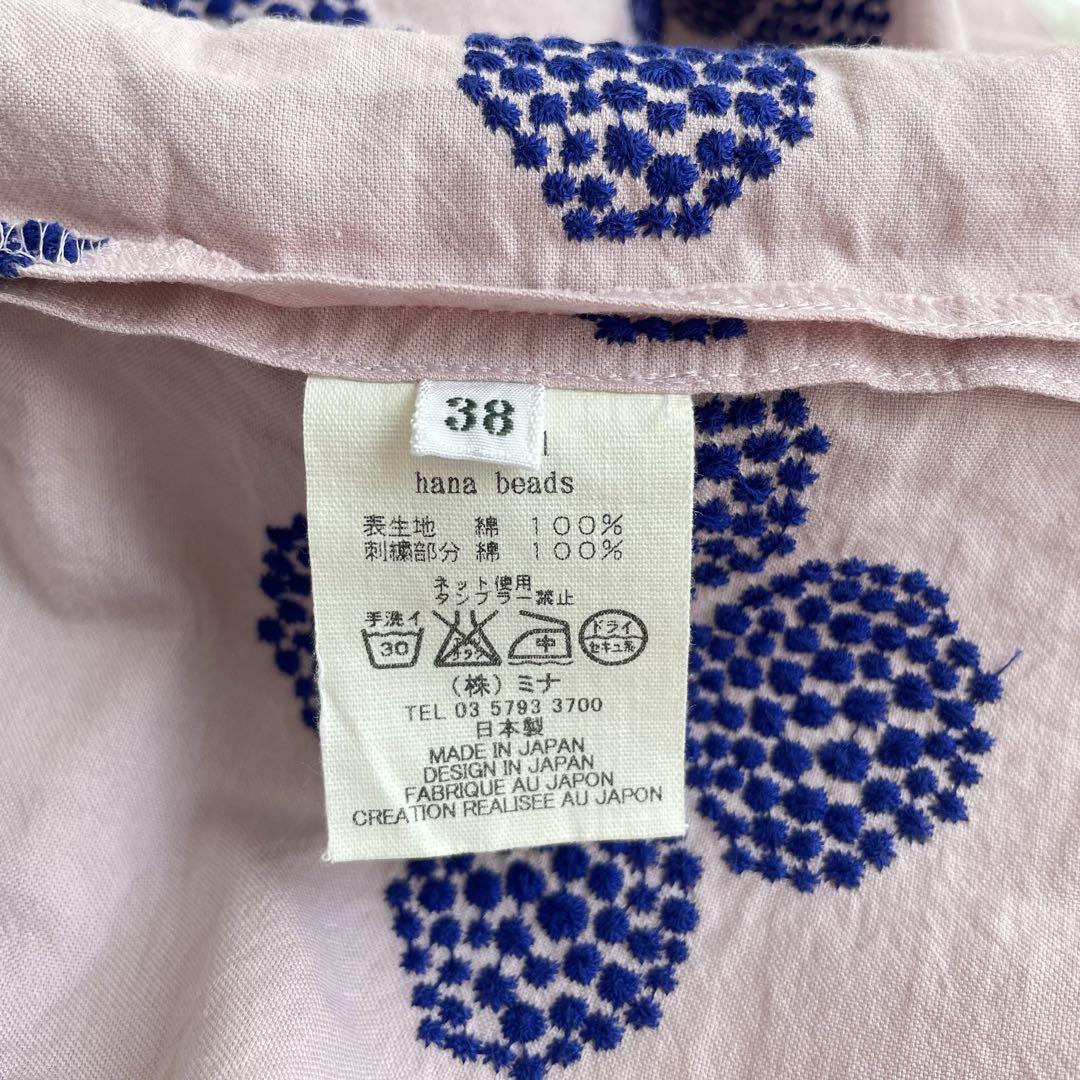 38
hana beads
表生地 綿 100%
刺繍部分 綿 100%
ネット使用
タンブラー禁止
手洗イ
30
中
ドライ
セキユ系
(株)ミナ
TEL 03 5793 3700
日本製
MADE IN JAPAN
DESIGN IN JAPAN
FABRIQUE AU JAPON
CREATION REALISEE AU JAPON